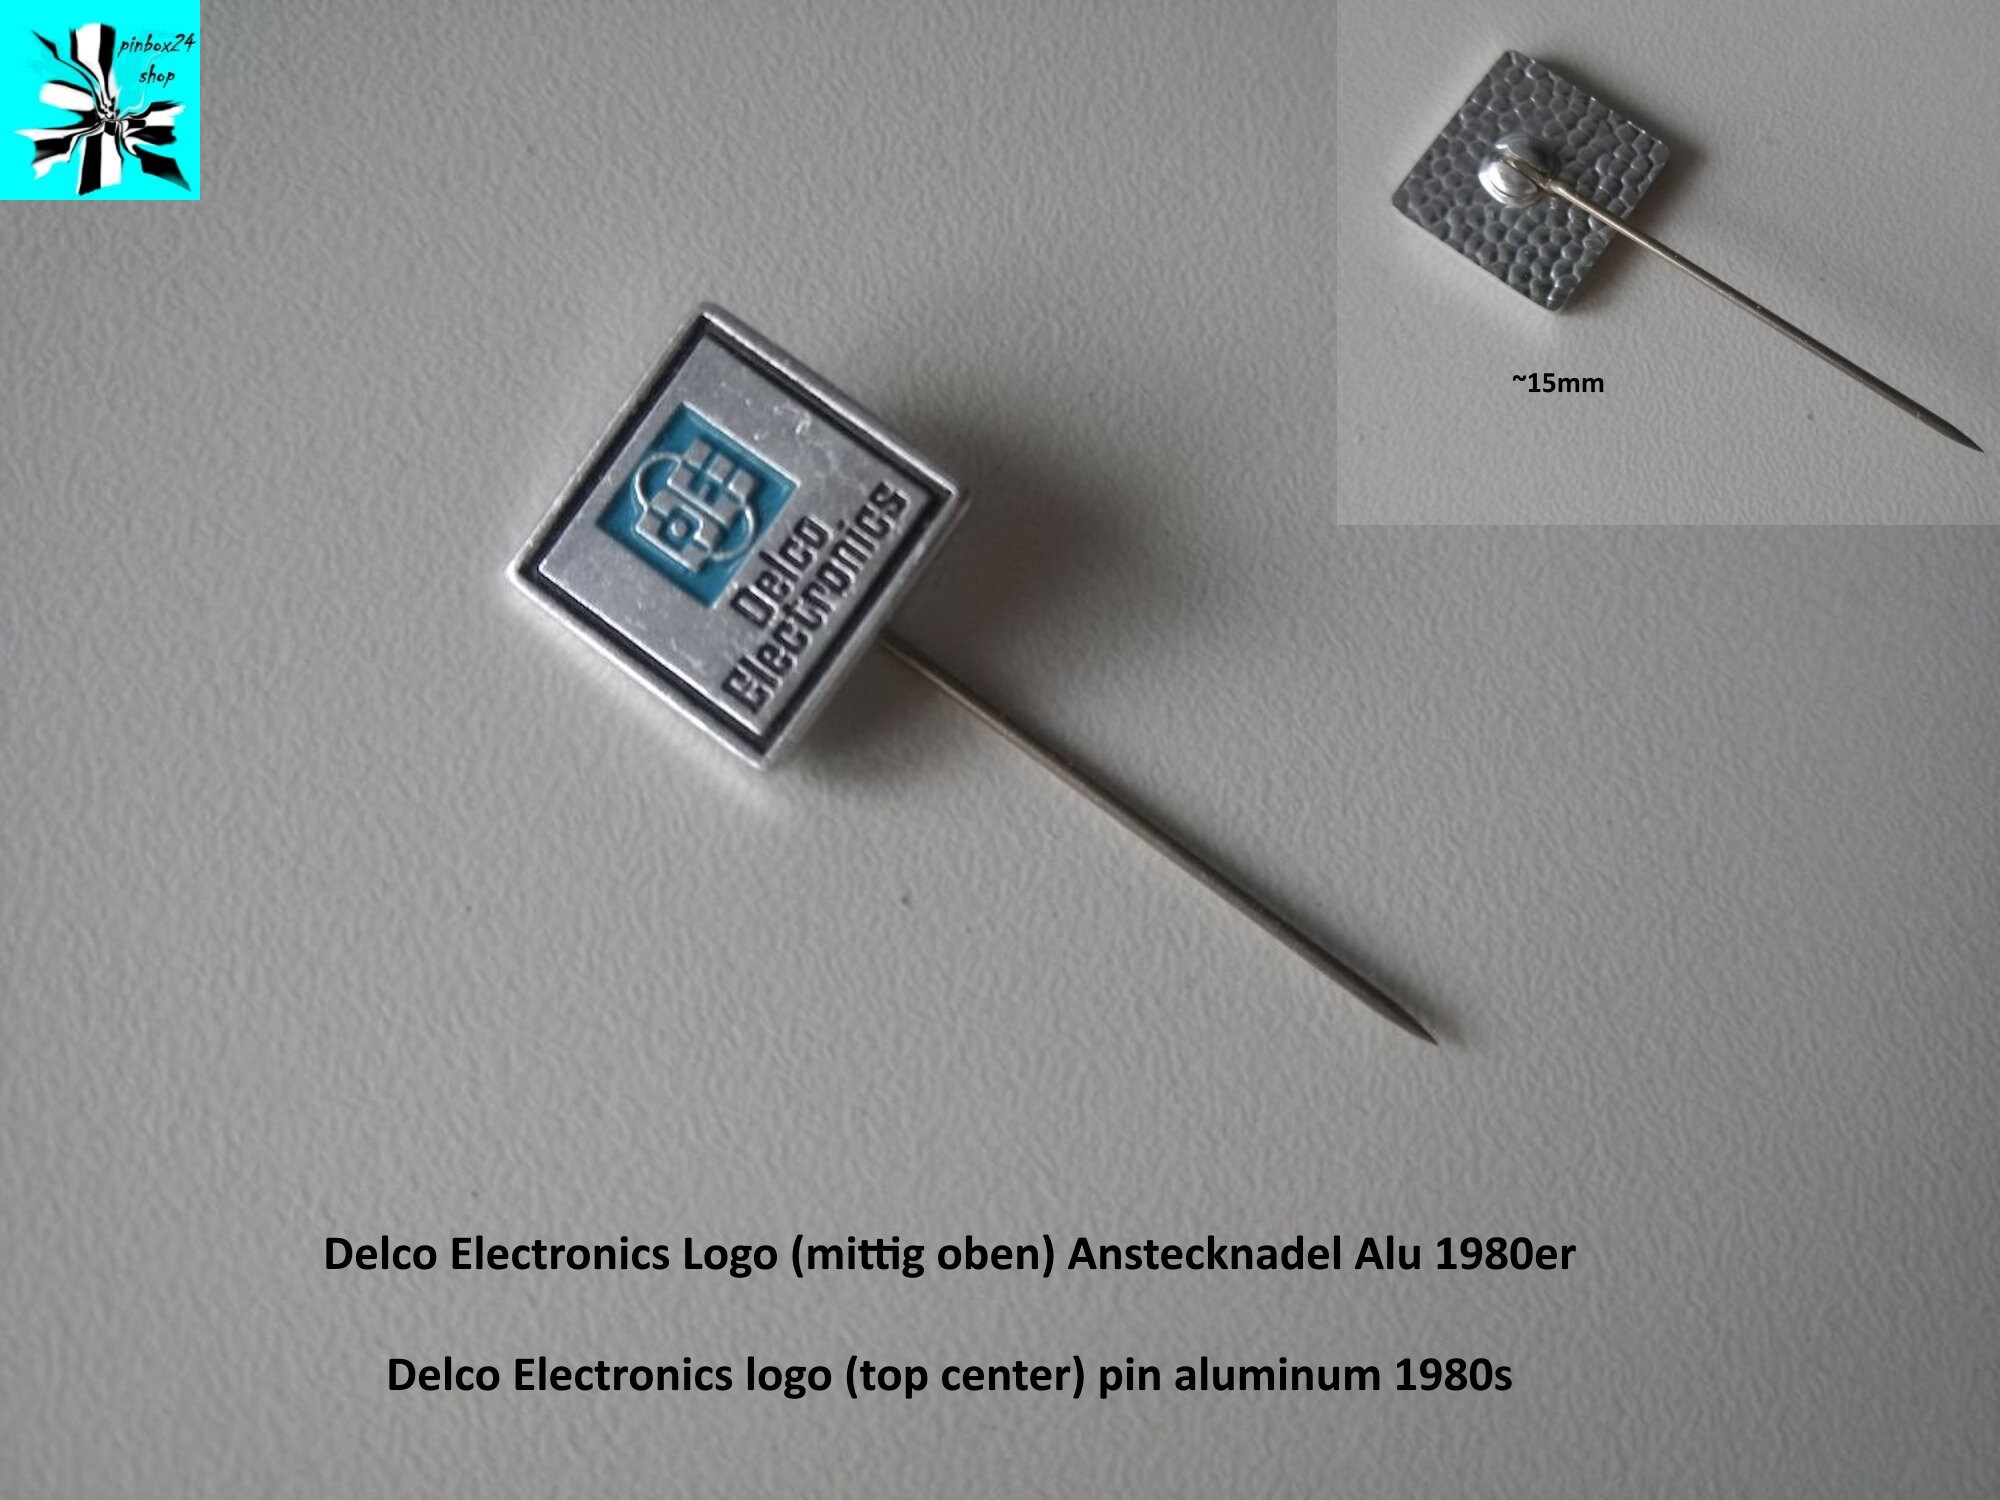 pinbox24
shop
~15mm
Delco
Electronics
Delco Electronics Logo (mittig oben) Anstecknadel Alu 1980er
Delco Electronics logo (top center) pin aluminum 1980s